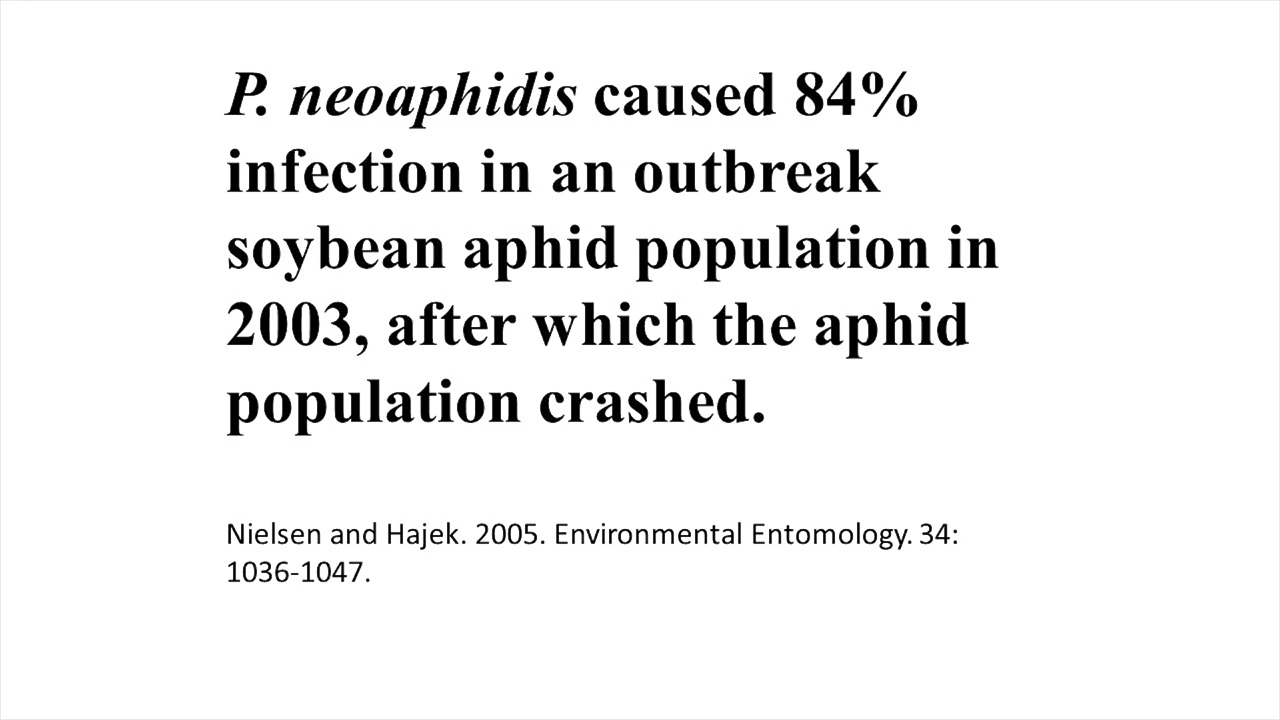 P. neoaphidis caused 84%
infection in an outbreak
soybean aphid population in
2003, after which the aphid
population crashed.
Nielsen and Hajek. 2005. Environmental Entomology. 34:
1036-1047.